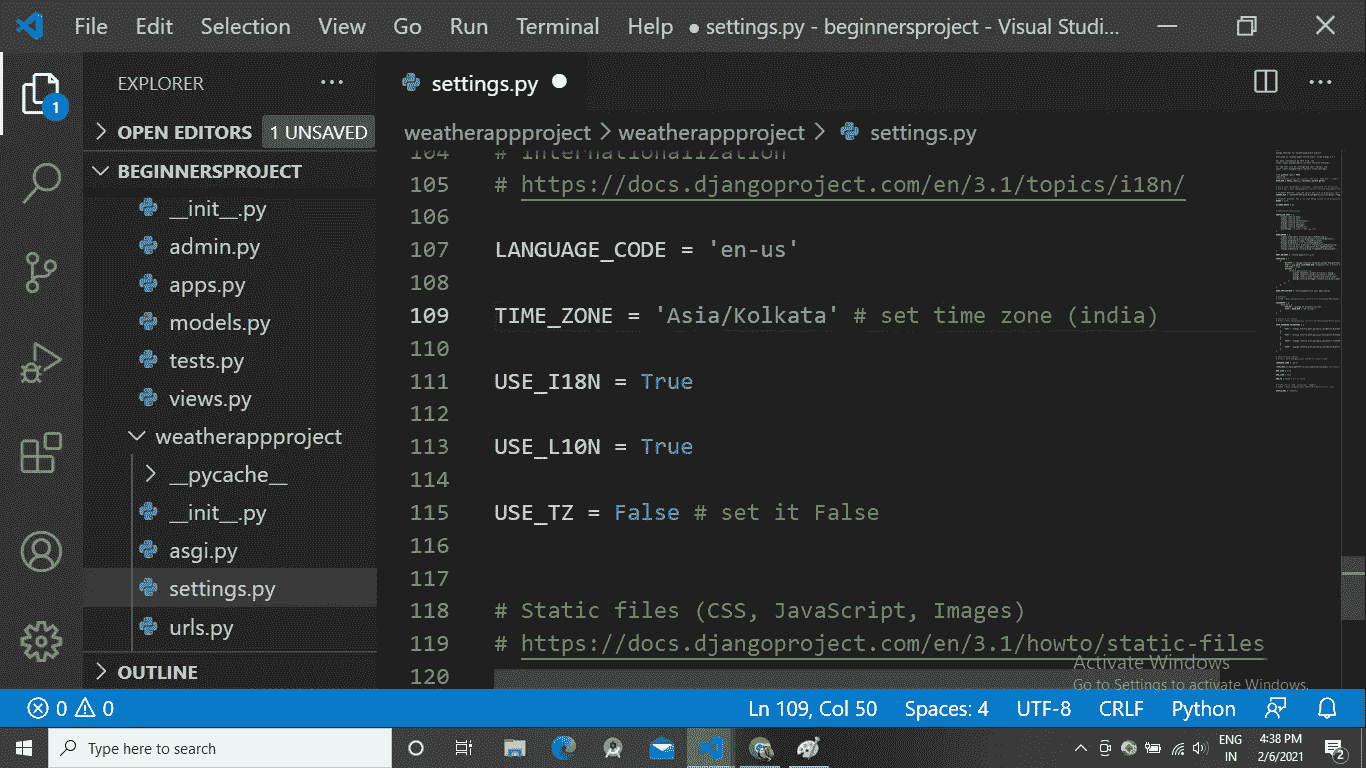 File Edit Selection View Go Run Terminal Help ● settings.py - beginnersproject - Visual Studi...
EXPLORER
settings.py
1
OPEN EDITORS 1 UNSAVED
weatherappproject > weatherappproject > settings.py
BEGINNERSPROJECT
__init__.py
admin.py
apps.py
models.py
tests.py
views.py
weatherappproject
__pycache__
__init__.py
asgi.py
settings.py
urls.py
OUTLINE
104 # Internationalization
105 # https://docs.djangoproject.com/en/3.1/topics/i18n/
106
107 LANGUAGE_CODE = 'en-us'
108
109 TIME_ZONE = 'Asia/Kolkata' # set time zone (india)
110
111 USE_I18N = True
112
113 USE_L10N = True
114
115 USE_TZ = False # set it False
116
117
118 # Static files (CSS, JavaScript, Images)
119 # https://docs.djangoproject.com/en/3.1/howto/static-files
120
Activate Windows
Go to Settings to activate Windows.
0 0 Ln 109, Col 50 Spaces: 4 UTF-8 CRLF Python
Type here to search
ENG
IN
4:38 PM
2/6/2021
2